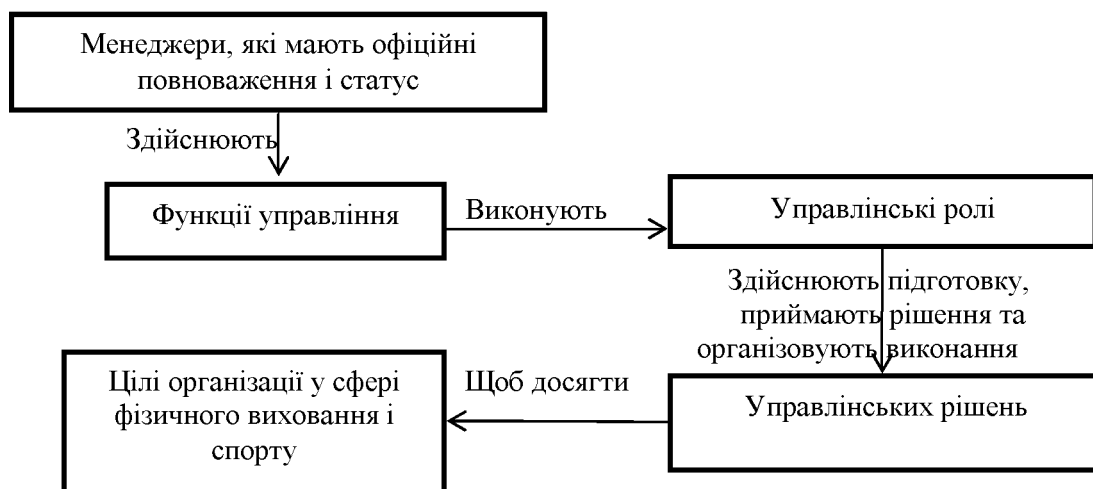 Менеджери, які мають офіційні
повноваження і статус
Здійснюють
Функції управління
Виконують
Управлінські ролі
Здійснюють підготовку,
приймають рішення та
організовують виконання
Управлінських рішень
Щоб досягти
Цілі організації у сфері
фізичного виховання і
спорту